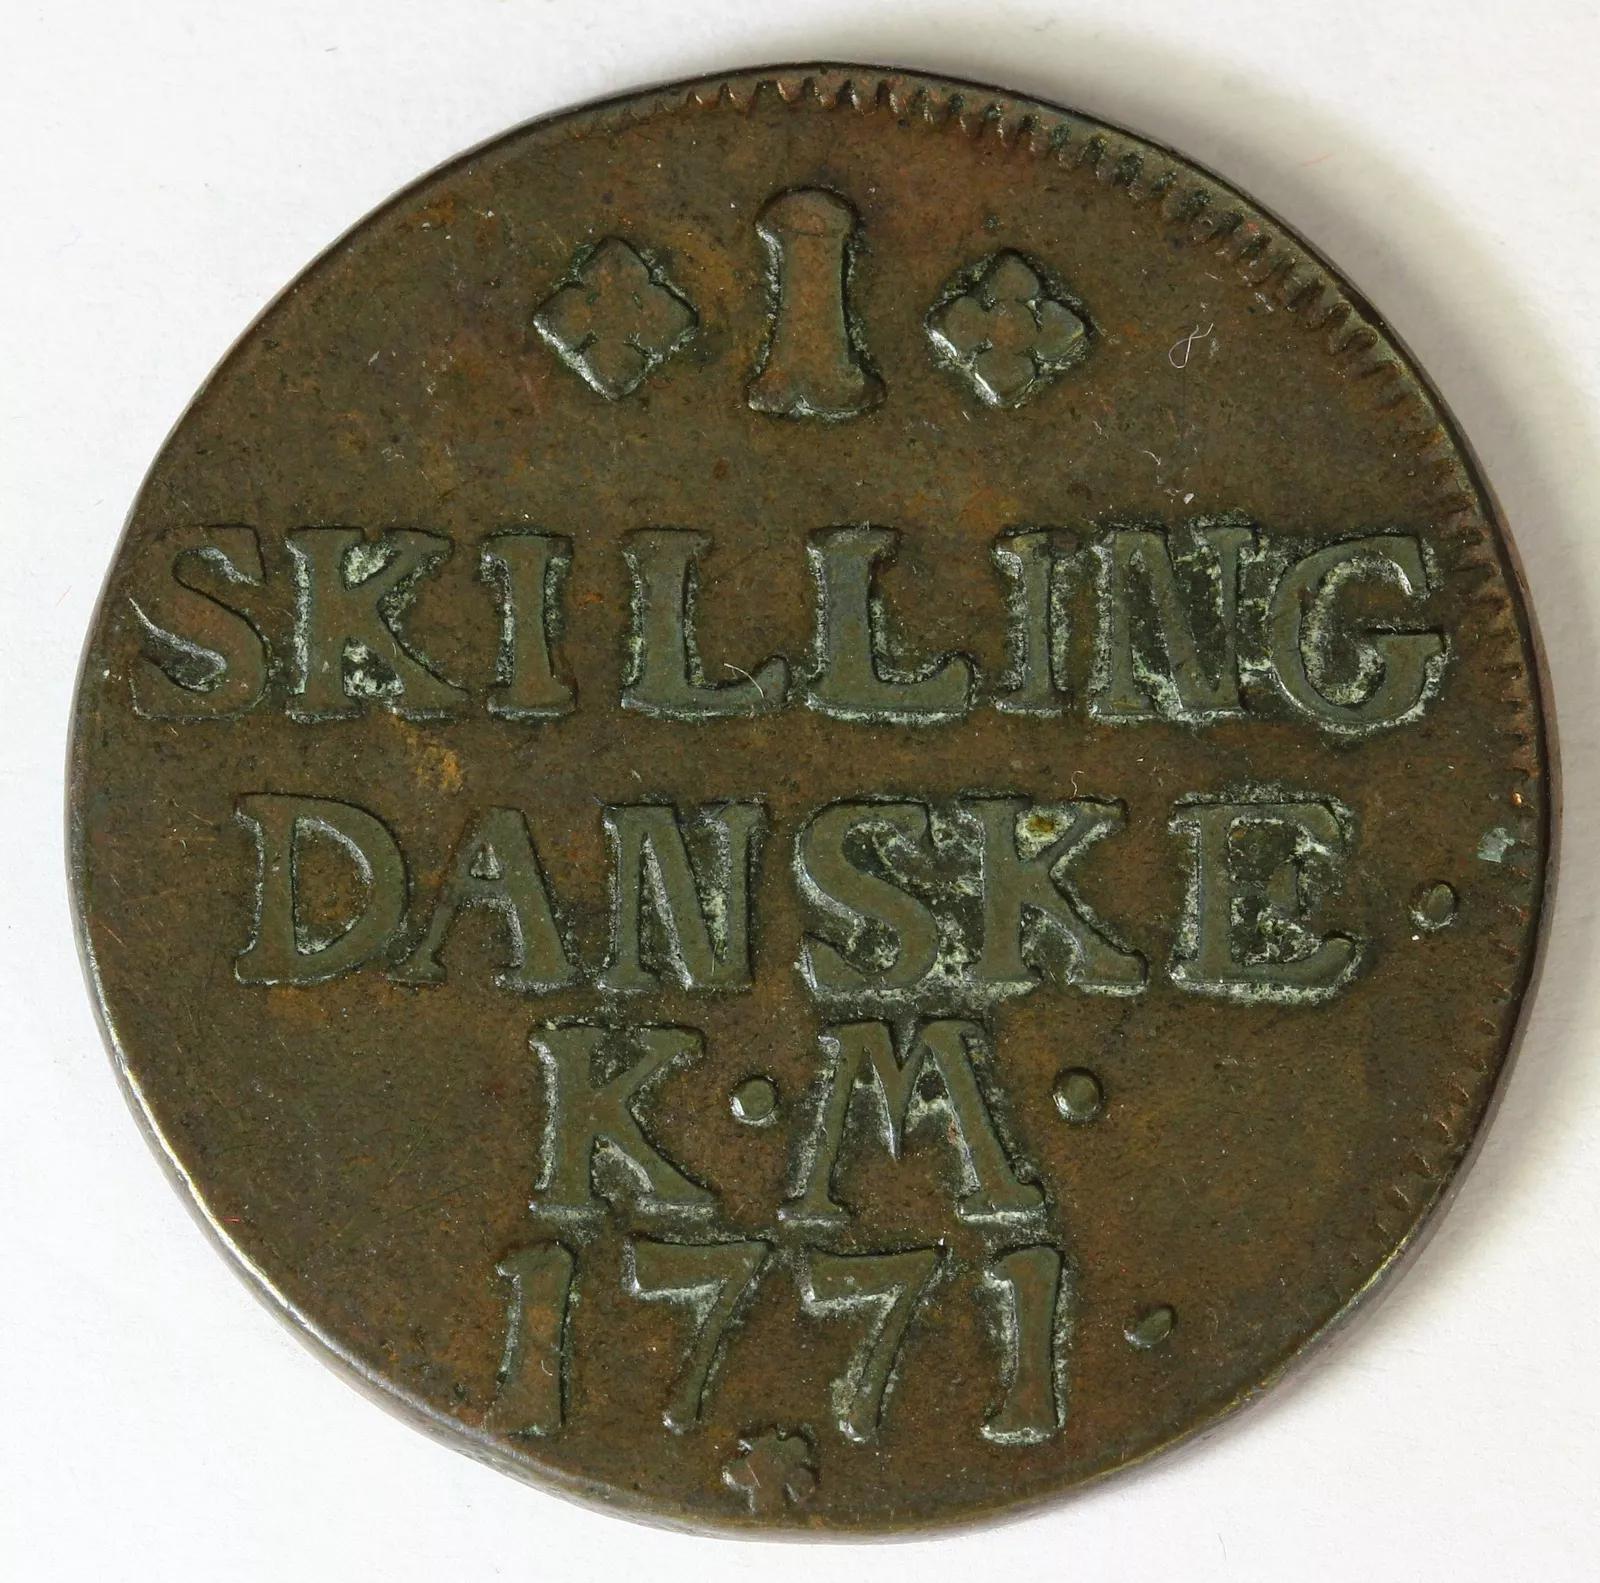 1
SKILLING
DANSKE.
K·M·
1771.